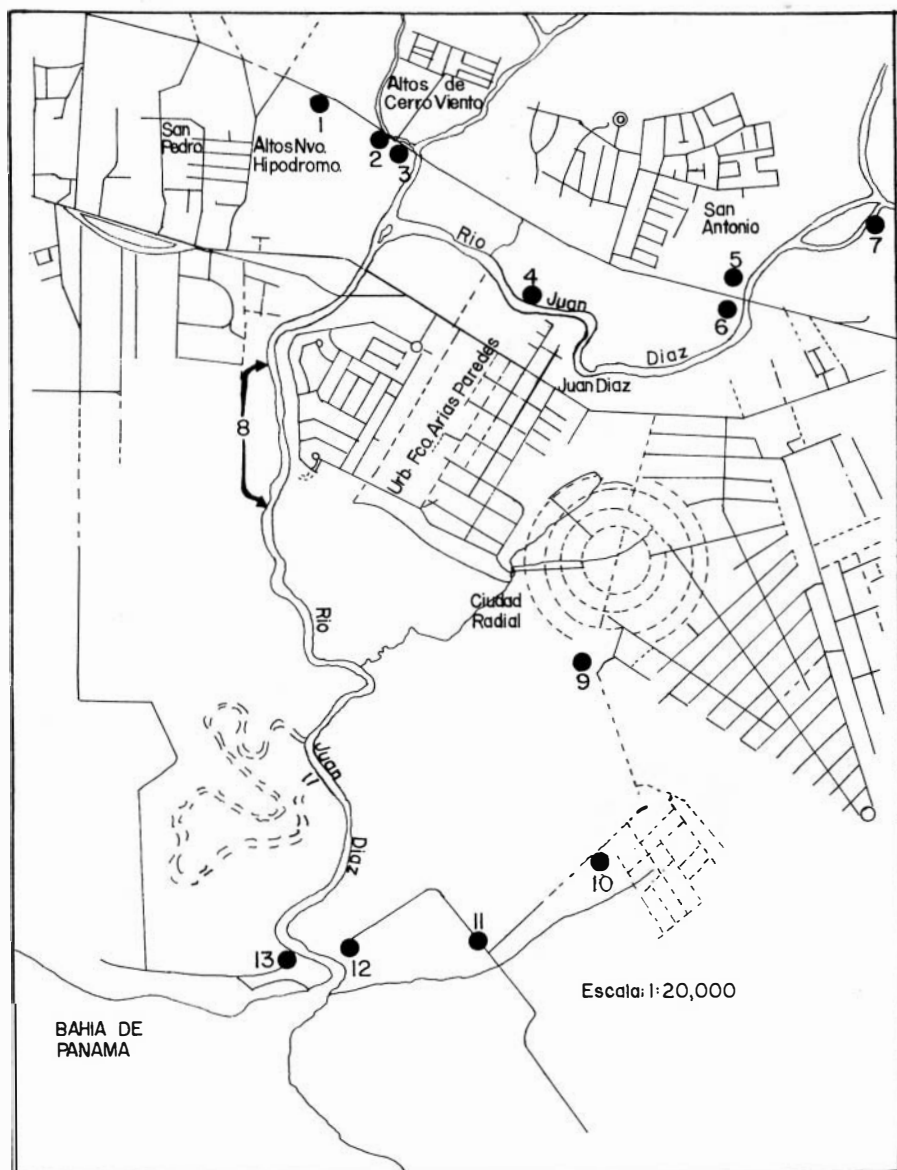 Altos de
Cerro Viento
1
San
Pedro
Altos Nvo.
Hipodromo.
2
3
San
Antonio
7
Rio
Juan
Diaz
4
5
6
Juan Diaz
Urb. Fco. Arias Paredes
8
Ciudad
Radial
Rio
Juan
Diaz
9
10
11
12
13
Escala: 1:20,000
BAHIA DE
PANAMA